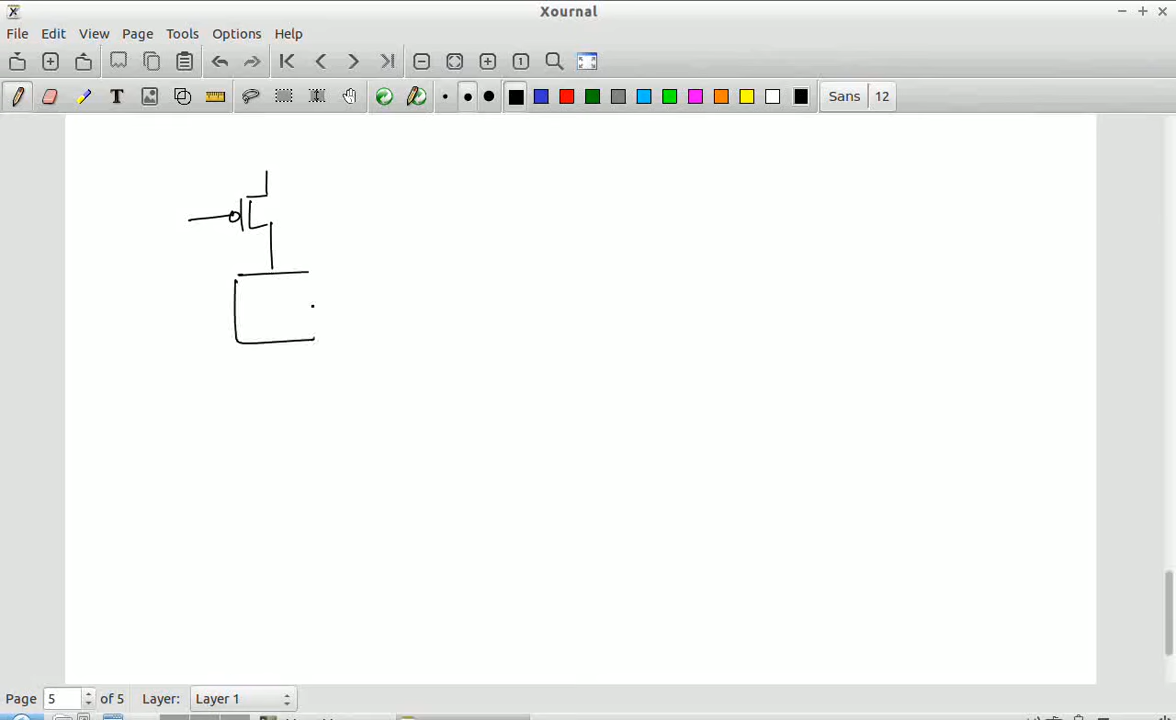 Xournal
File Edit View Page Tools Options Help
Sans 12
Page 5 of 5 Layer: Layer 1